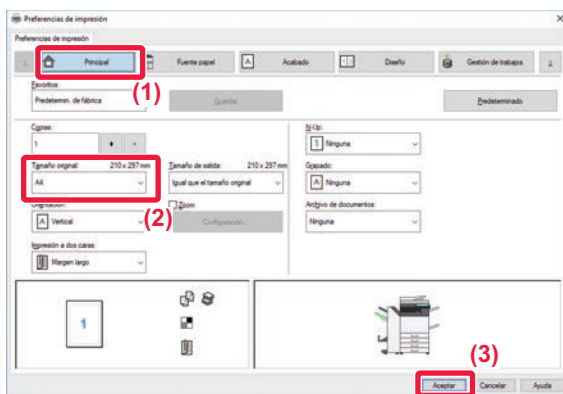 Preferencias de impresión
Preferencias de impresión
Principal
Fuente papel
Acabado
Diseño
Gestión de trabajos
Favoritos:
(1)
Predetermin. de fábrica
Guardar
Predeterminado
Copias:
1
N-Up:
Ninguna
Tamaño original: 210 x 297 mm
Tamaño de salida: 210 x 297 mm
Grapado:
A4
Igual que el tamaño original
Ninguna
Orientación:
(2)
Zoom
Archivo de documentos:
Vertical
Configuración...
Ninguno
Impresión a dos caras:
Margen largo
1
(3)
Aceptar
Cancelar
Ayuda